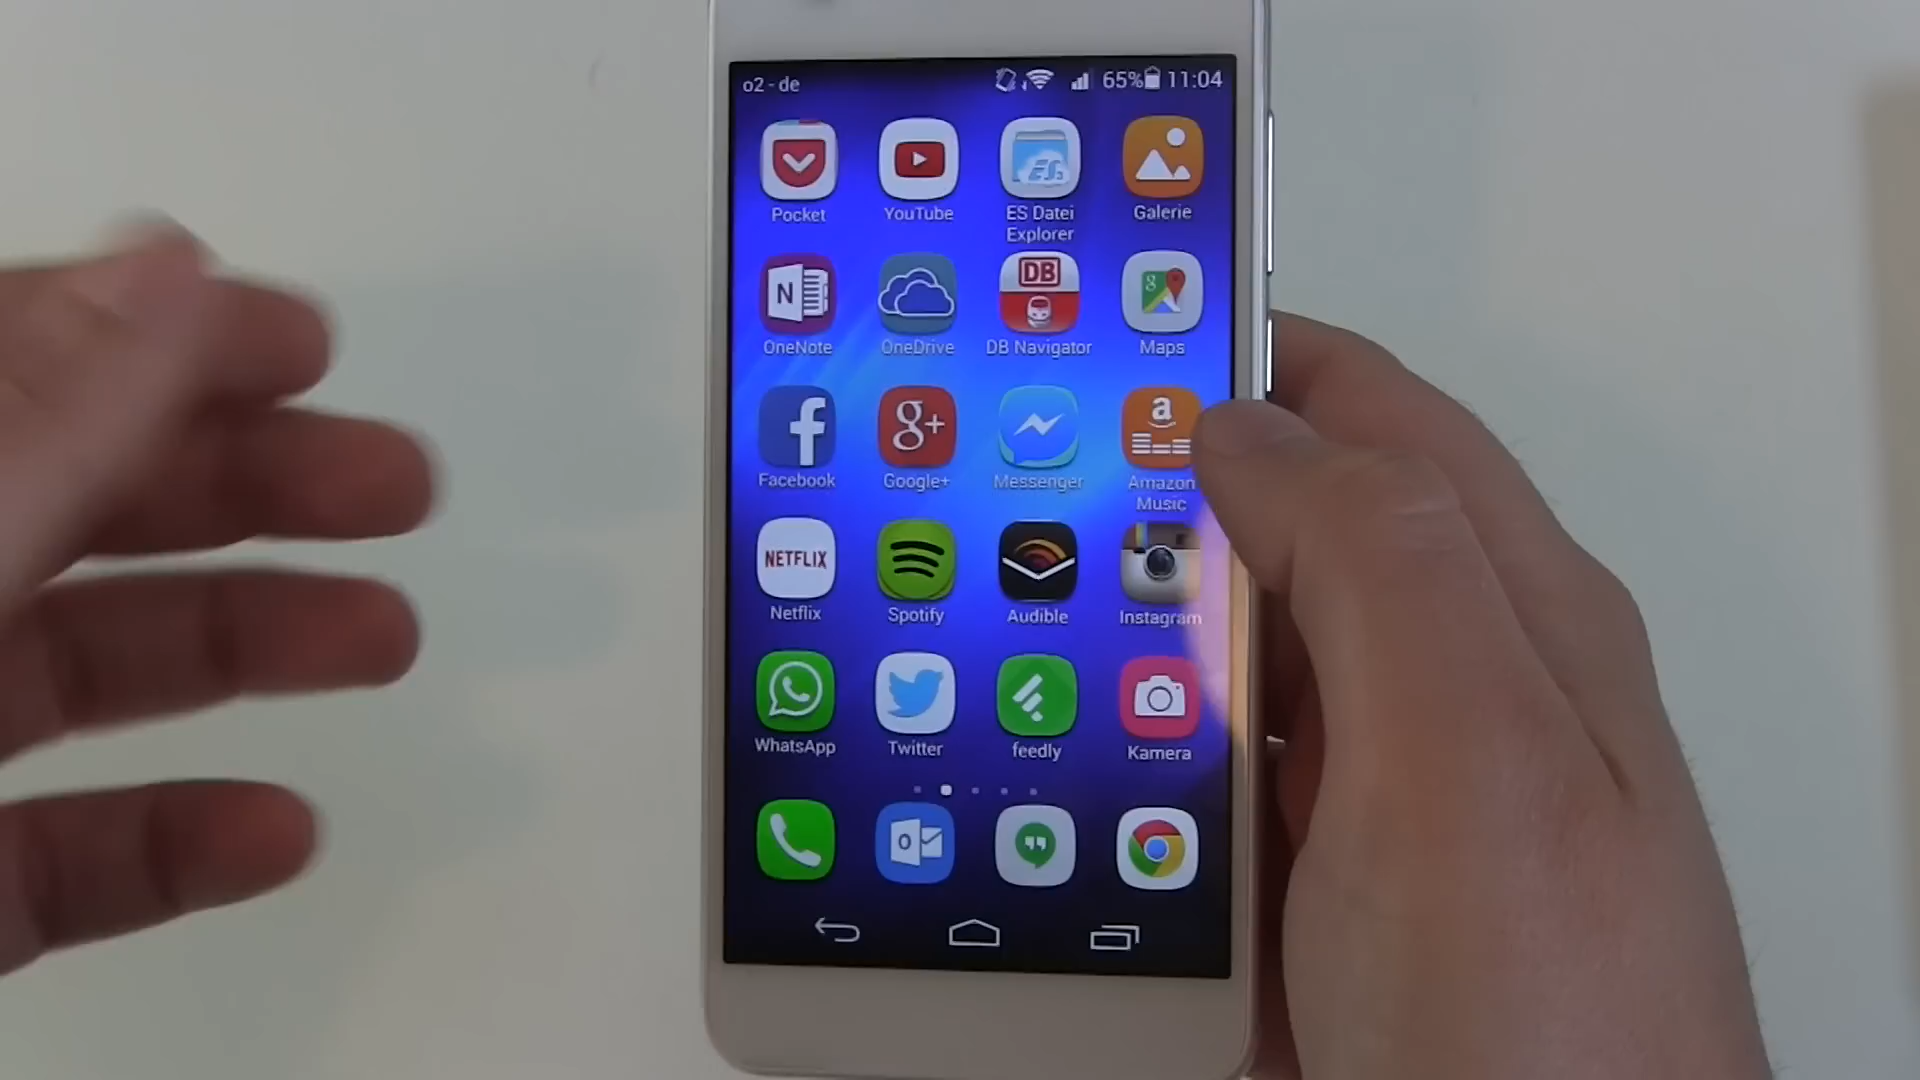 o2 - de 65% 11:04
Pocket YouTube ES Datei Explorer Galerie
ES3
N
DB
g
OneNote OneDrive DB Navigator Maps
f g+ a
Facebook Google+ Messenger Amazon Music
NETFLIX
Netflix Spotify Audible Instagram
WhatsApp Twitter feedly Kamera
o